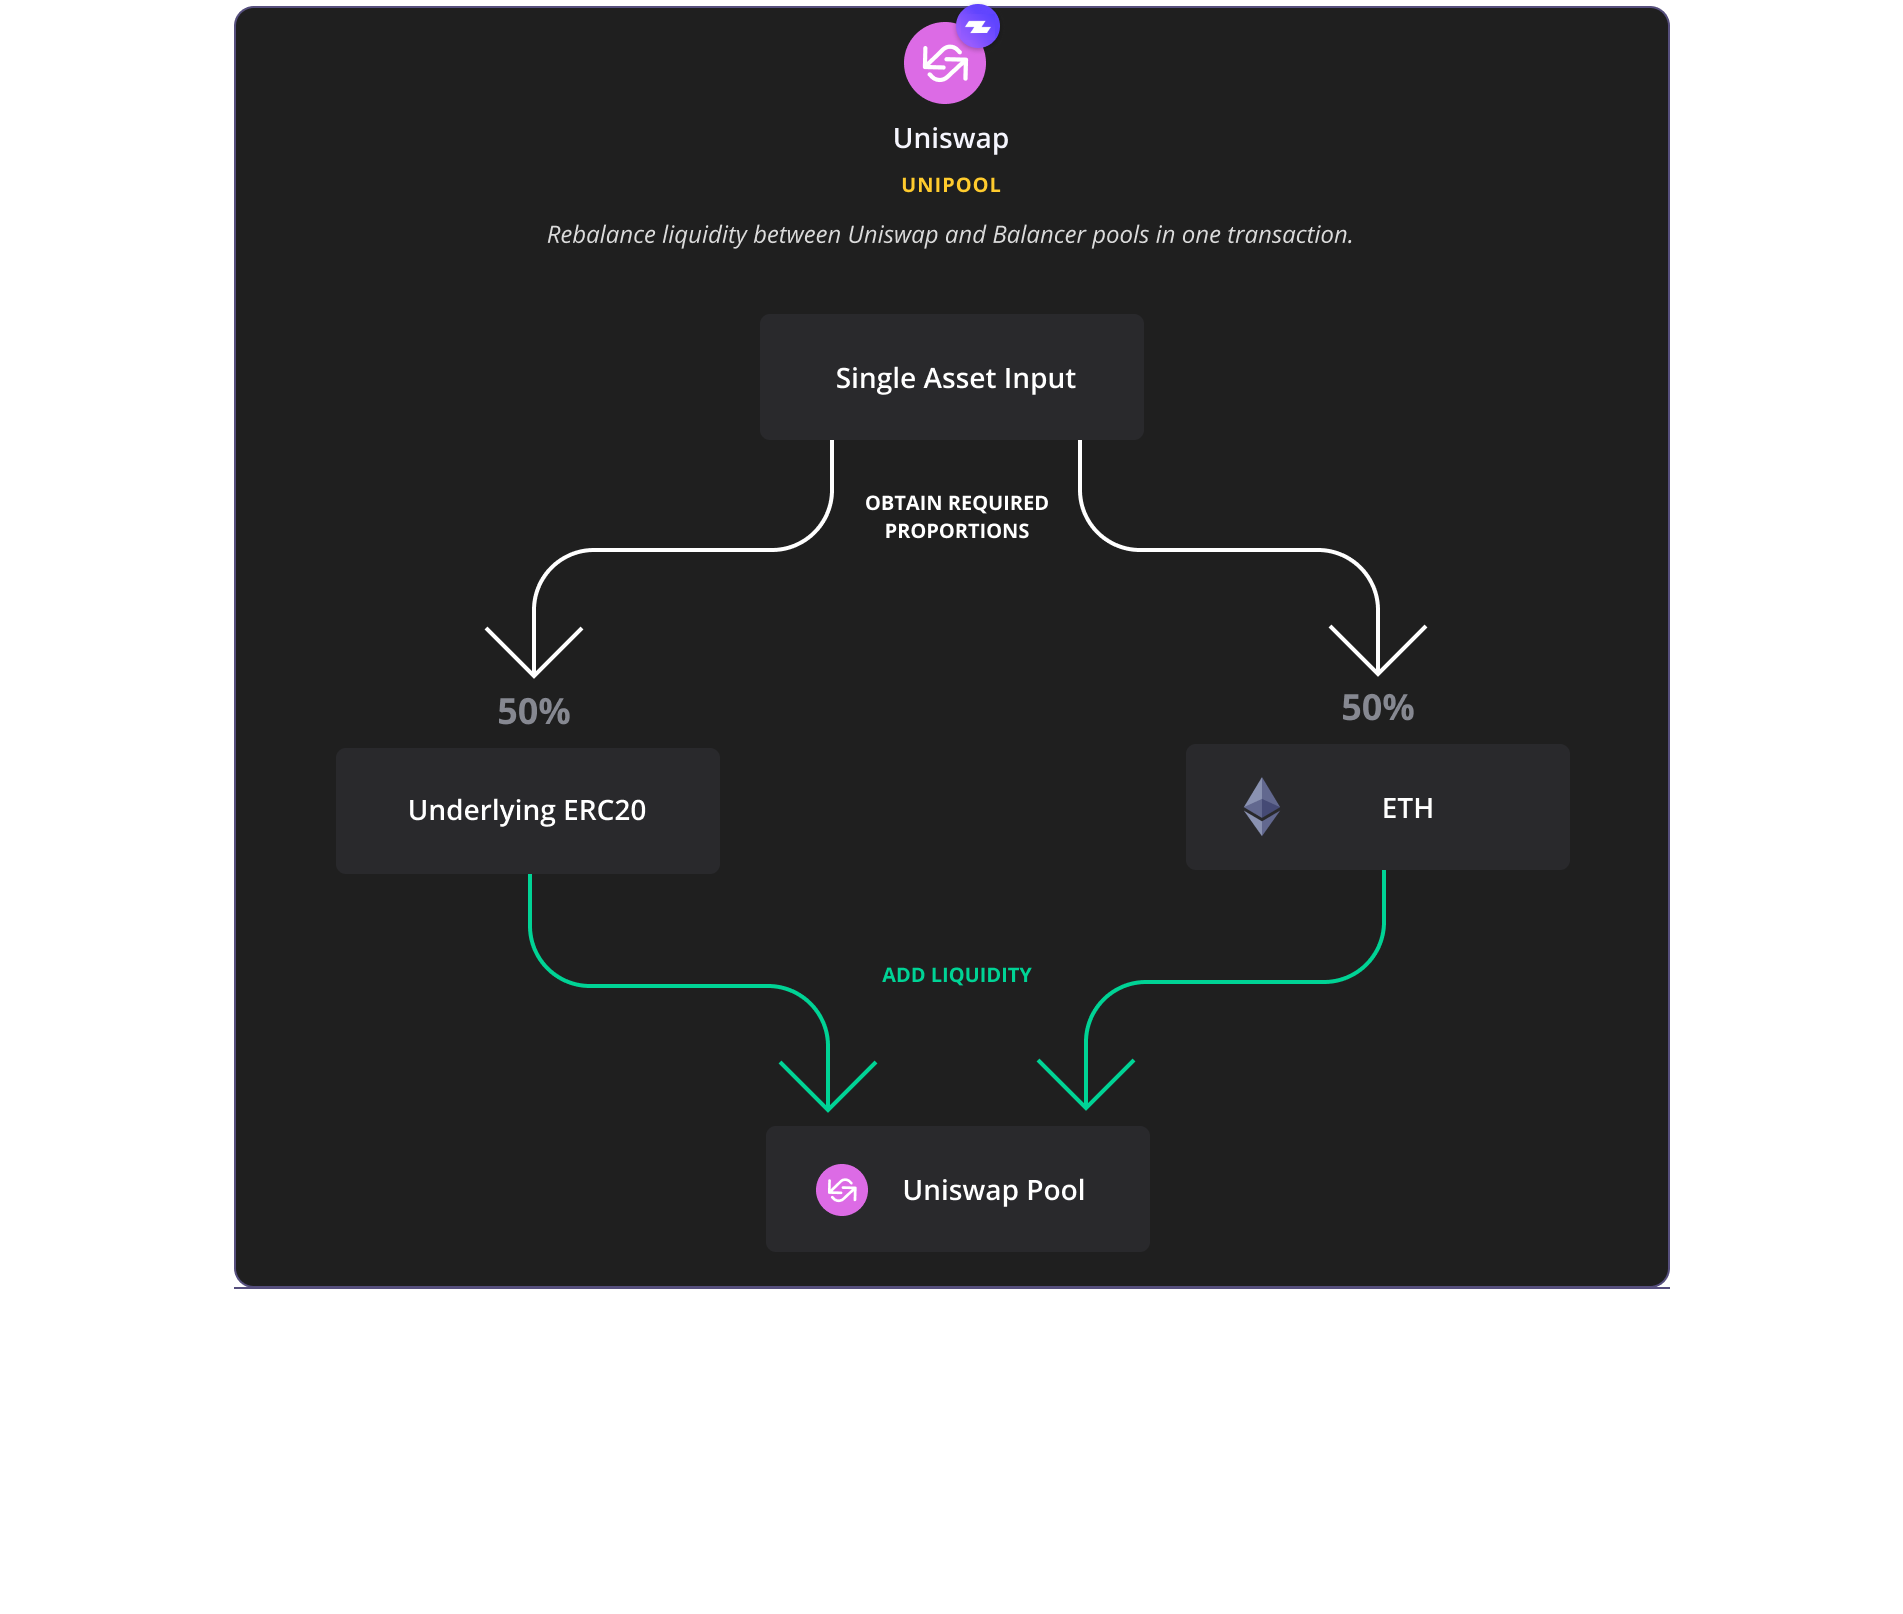 Uniswap
UNIPOOL
Rebalance liquidity between Uniswap and Balancer pools in one transaction.
Single Asset Input
OBTAIN REQUIRED
PROPORTIONS
50%
50%
Underlying ERC20
ETH
ADD LIQUIDITY
Uniswap Pool